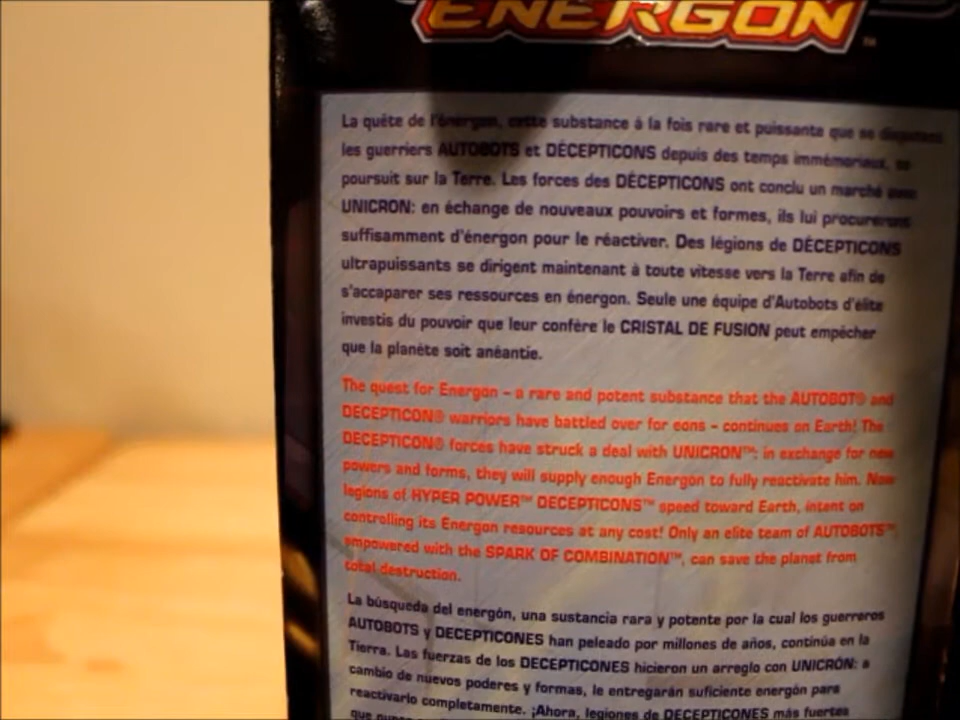 ENERGON™
La quête de l'énergon, cette substance à la fois rare et puissante que se disputent
les guerriers AUTOBOTS et DÉCEPTICONS depuis des temps immémoriaux, se
poursuit sur la Terre. Les forces des DÉCEPTICONS ont conclu un marché avec
UNICRON: en échange de nouveaux pouvoirs et formes, ils lui procureront
suffisamment d'énergon pour le réactiver. Des légions de DÉCEPTICONS
ultrapuissants se dirigent maintenant à toute vitesse vers la Terre afin de
s'accaparer ses ressources en énergon. Seule une équipe d'Autobots d'élite
investis du pouvoir que leur confère le CRISTAL DE FUSION peut empêcher
que la planète soit anéantie.
The quest for Energon – a rare and potent substance that the AUTOBOT® and
DECEPTICON® warriors have battled over for eons – continues on Earth! The
DECEPTICON® forces have struck a deal with UNICRON™: in exchange for new
powers and forms, they will supply enough Energon to fully reactivate him. Now
legions of HYPER POWER™ DECEPTICONS™ speed toward Earth, intent on
controlling its Energon resources at any cost! Only an elite team of AUTOBOTS™,
empowered with the SPARK OF COMBINATION™, can save the planet from
total destruction.
La búsqueda del energón, una sustancia rara y potente por la cual los guerreros
AUTOBOTS y DECEPTICONES han peleado por millones de años, continúa en la
Tierra. Las fuerzas de los DECEPTICONES hicieron un arreglo con UNICRÓN: a
cambio de nuevos poderes y formas, le entregarán suficiente energón para
reactivarlo completamente. ¡Ahora, legiones de DECEPTICONES más fuertes
que